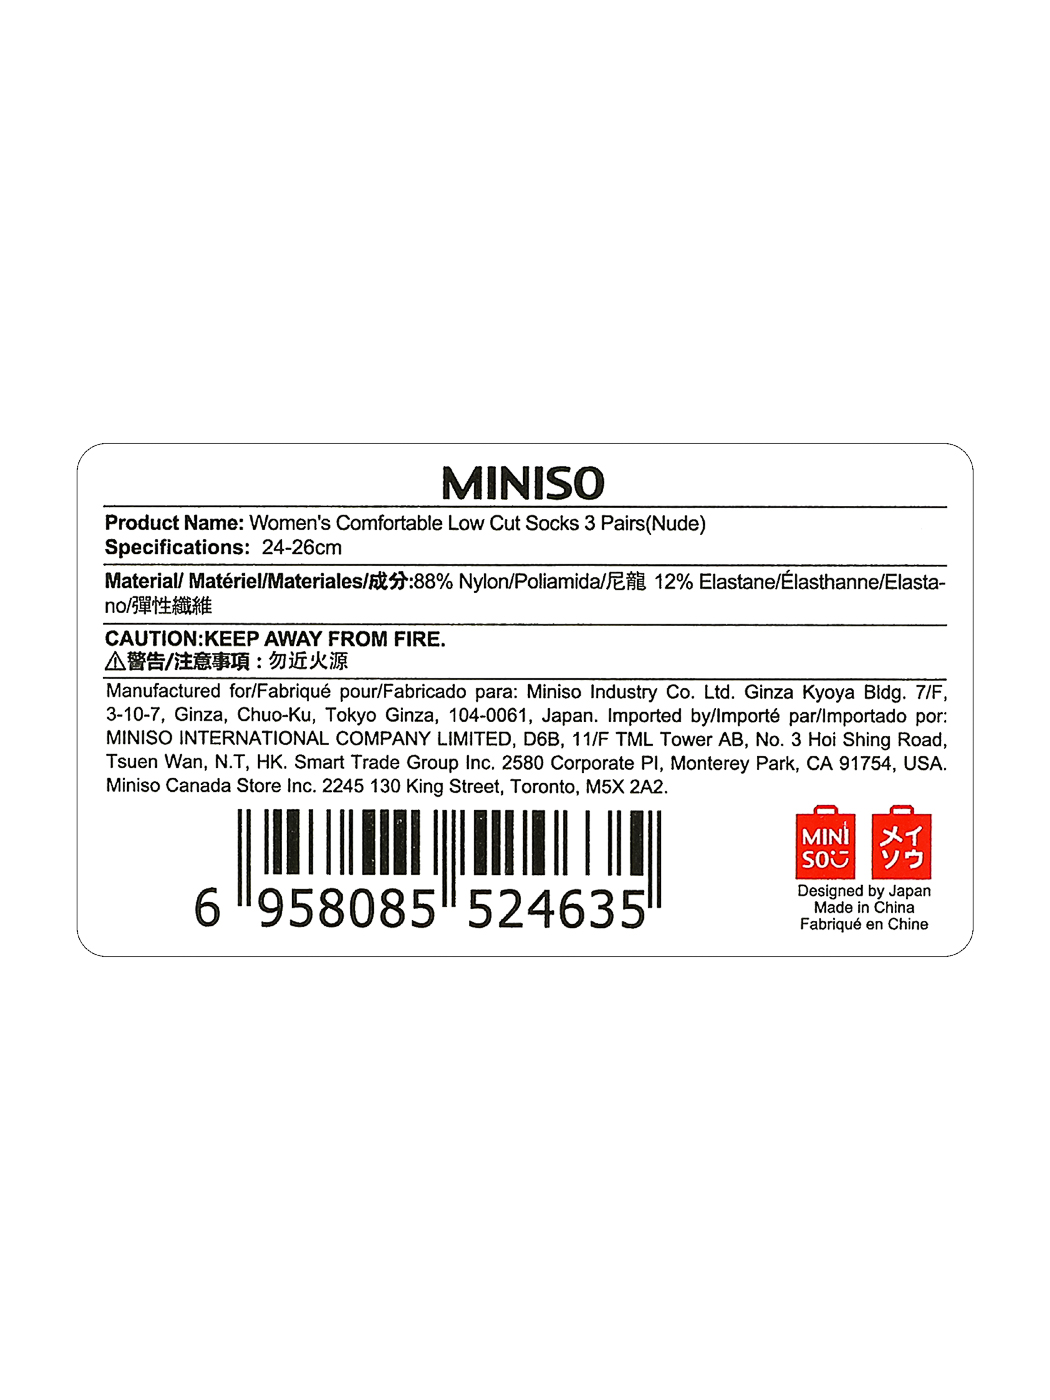 MINISO
Product Name: Women's Comfortable Low Cut Socks 3 Pairs(Nude)
Specifications: 24-26cm
Material/ Matériel/Materiales/成分:88% Nylon/Poliamida/尼龍 12% Elastane/Élasthanne/Elasta-
no/彈性纖維
CAUTION:KEEP AWAY FROM FIRE.
⚠警告/注意事項：勿近火源
Manufactured for/Fabriqué pour/Fabricado para: Miniso Industry Co. Ltd. Ginza Kyoya Bldg. 7/F,
3-10-7, Ginza, Chuo-Ku, Tokyo Ginza, 104-0061, Japan. Imported by/Importé par/Importado por:
MINISO INTERNATIONAL COMPANY LIMITED, D6B, 11/F TML Tower AB, No. 3 Hoi Shing Road,
Tsuen Wan, N.T, HK. Smart Trade Group Inc. 2580 Corporate Pl, Monterey Park, CA 91754, USA.
Miniso Canada Store Inc. 2245 130 King Street, Toronto, M5X 2A2.
6 958085 524635
MINI
SO
メイ
ソウ
Designed by Japan
Made in China
Fabriqué en Chine